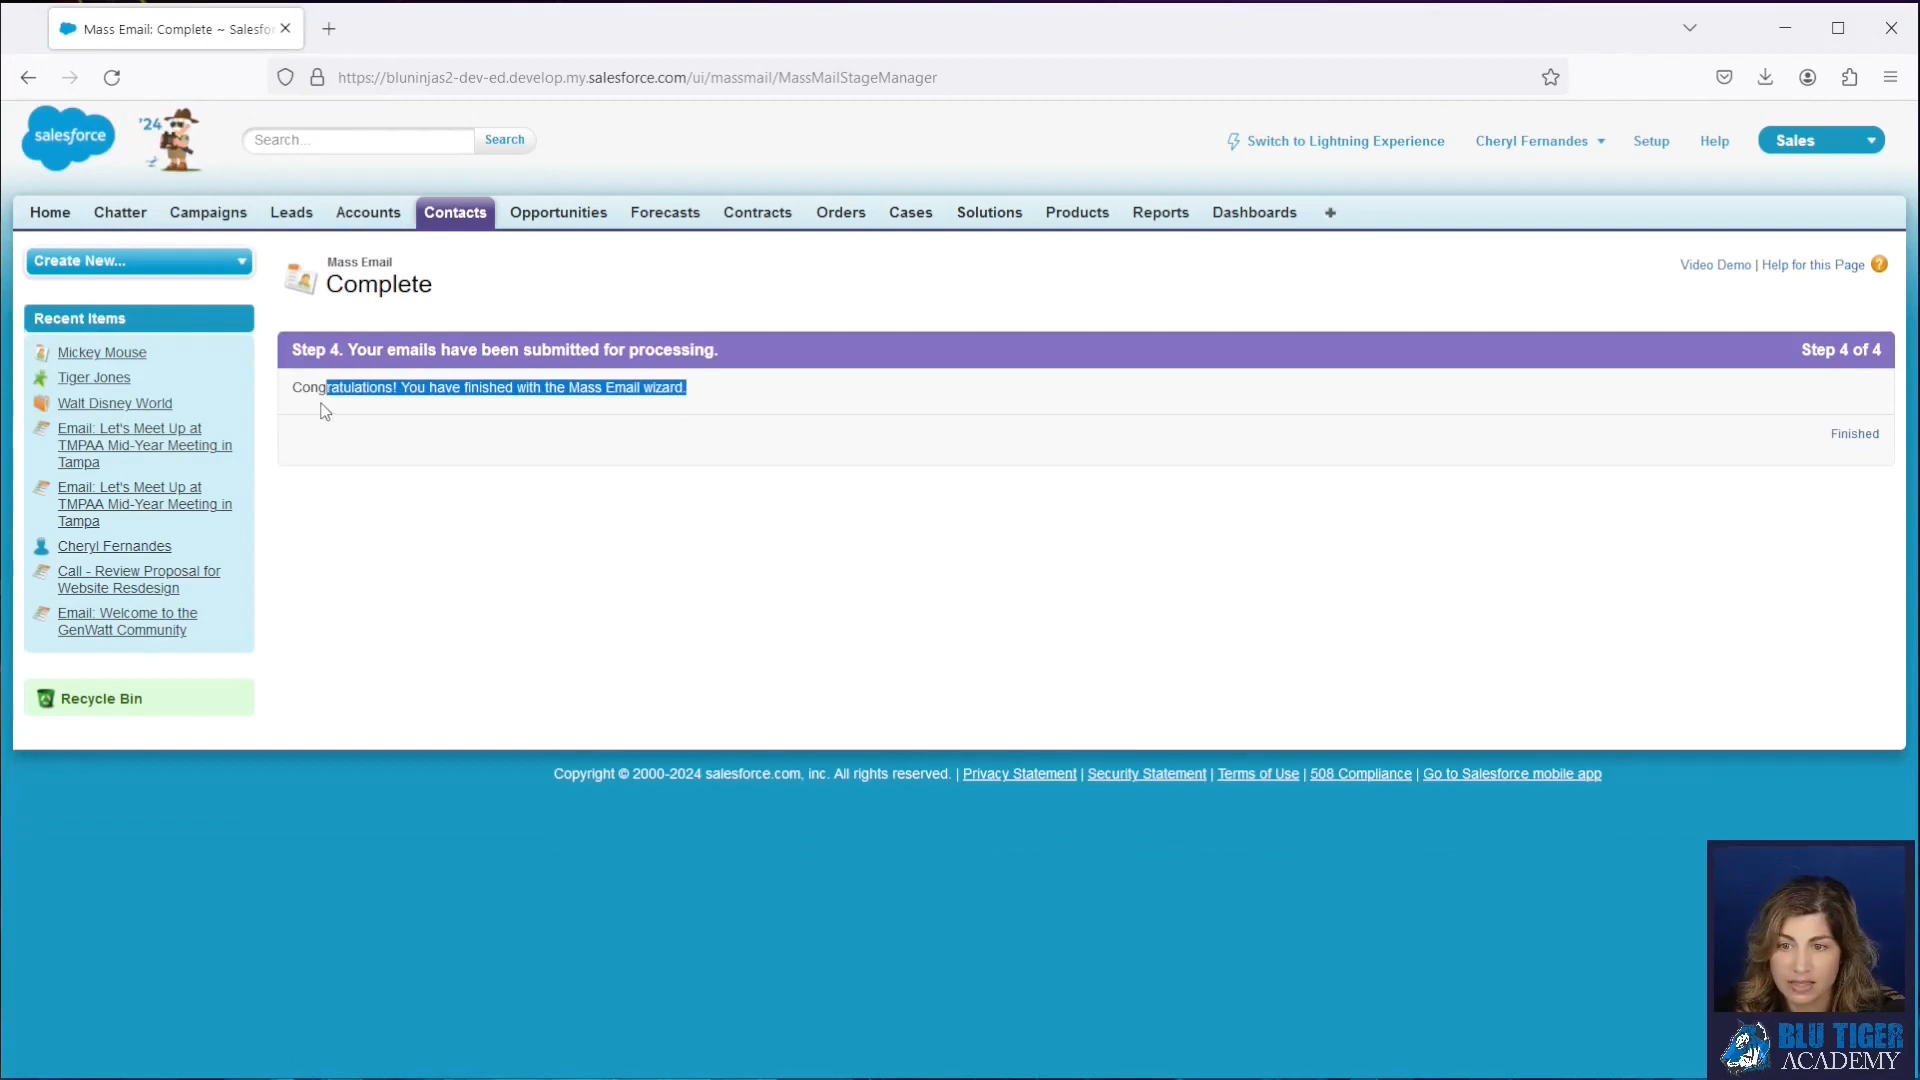 Mass Email: Complete ~ Salesfor
https://bluninjas2-dev-ed.develop.my.salesforce.com/ui/massmail/MassMailStageManager
salesforce
'24
Search...
Search
Switch to Lightning Experience
Cheryl Fernandes
Setup
Help
Sales
Home
Chatter
Campaigns
Leads
Accounts
Contacts
Opportunities
Forecasts
Contracts
Orders
Cases
Solutions
Products
Reports
Dashboards
Create New...
Recent Items
Mickey Mouse
Tiger Jones
Walt Disney World
Email: Let's Meet Up at
TMPAA Mid-Year Meeting in
Tampa
Email: Let's Meet Up at
TMPAA Mid-Year Meeting in
Tampa
Cheryl Fernandes
Call - Review Proposal for
Website Resdesign
Email: Welcome to the
GenWatt Community
Recycle Bin
Mass Email
Complete
Video Demo | Help for this Page
Step 4. Your emails have been submitted for processing.
Step 4 of 4
Congratulations! You have finished with the Mass Email wizard.
Finished
Copyright © 2000-2024 salesforce.com, inc. All rights reserved. | Privacy Statement | Security Statement | Terms of Use | 508 Compliance | Go to Salesforce mobile app
BLU TIGER
ACADEMY